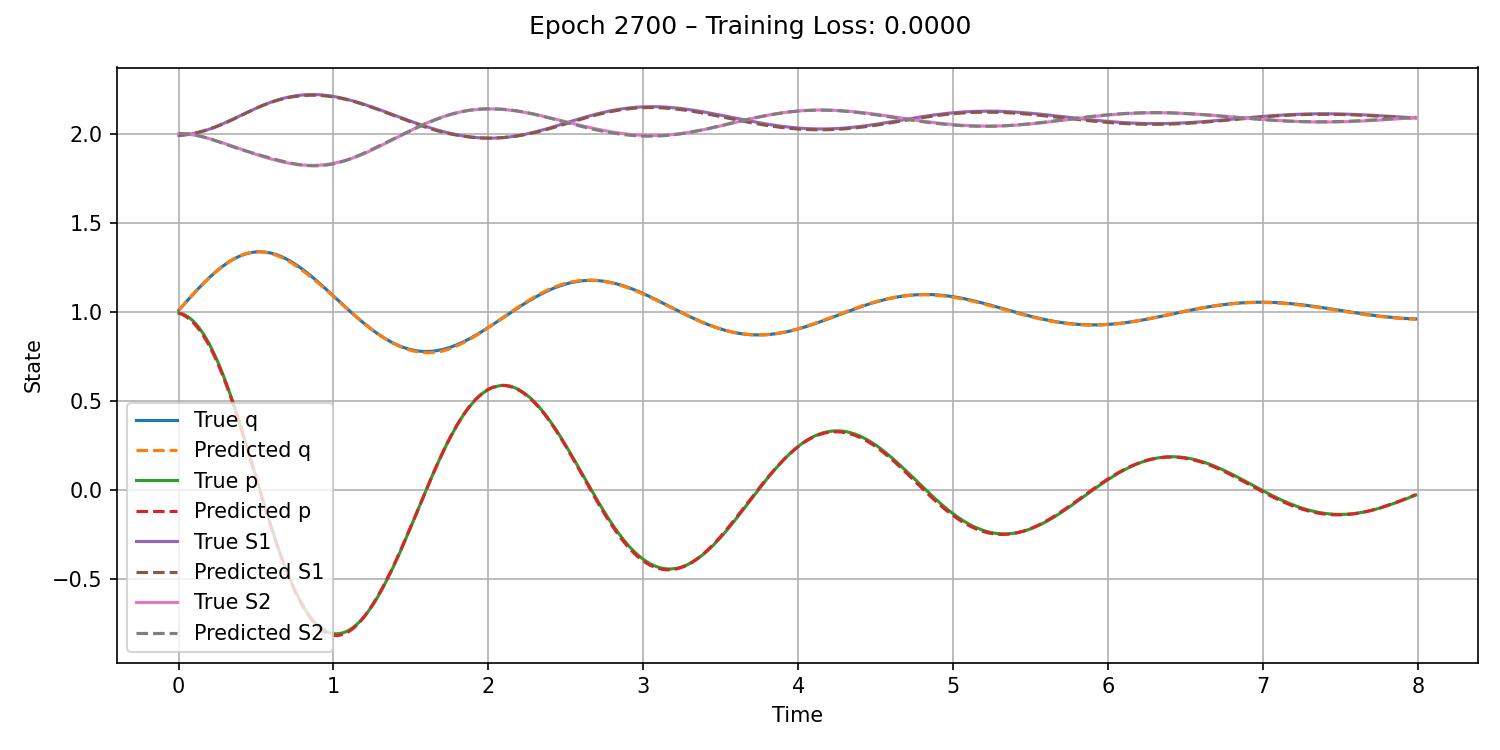 Epoch 2700 – Training Loss: 0.0000
2.0
1.5
1.0
0.5
0.0
−0.5
State
True q
Predicted q
True p
Predicted p
True S1
Predicted S1
True S2
Predicted S2
0 1 2 3 4 5 6 7 8
Time